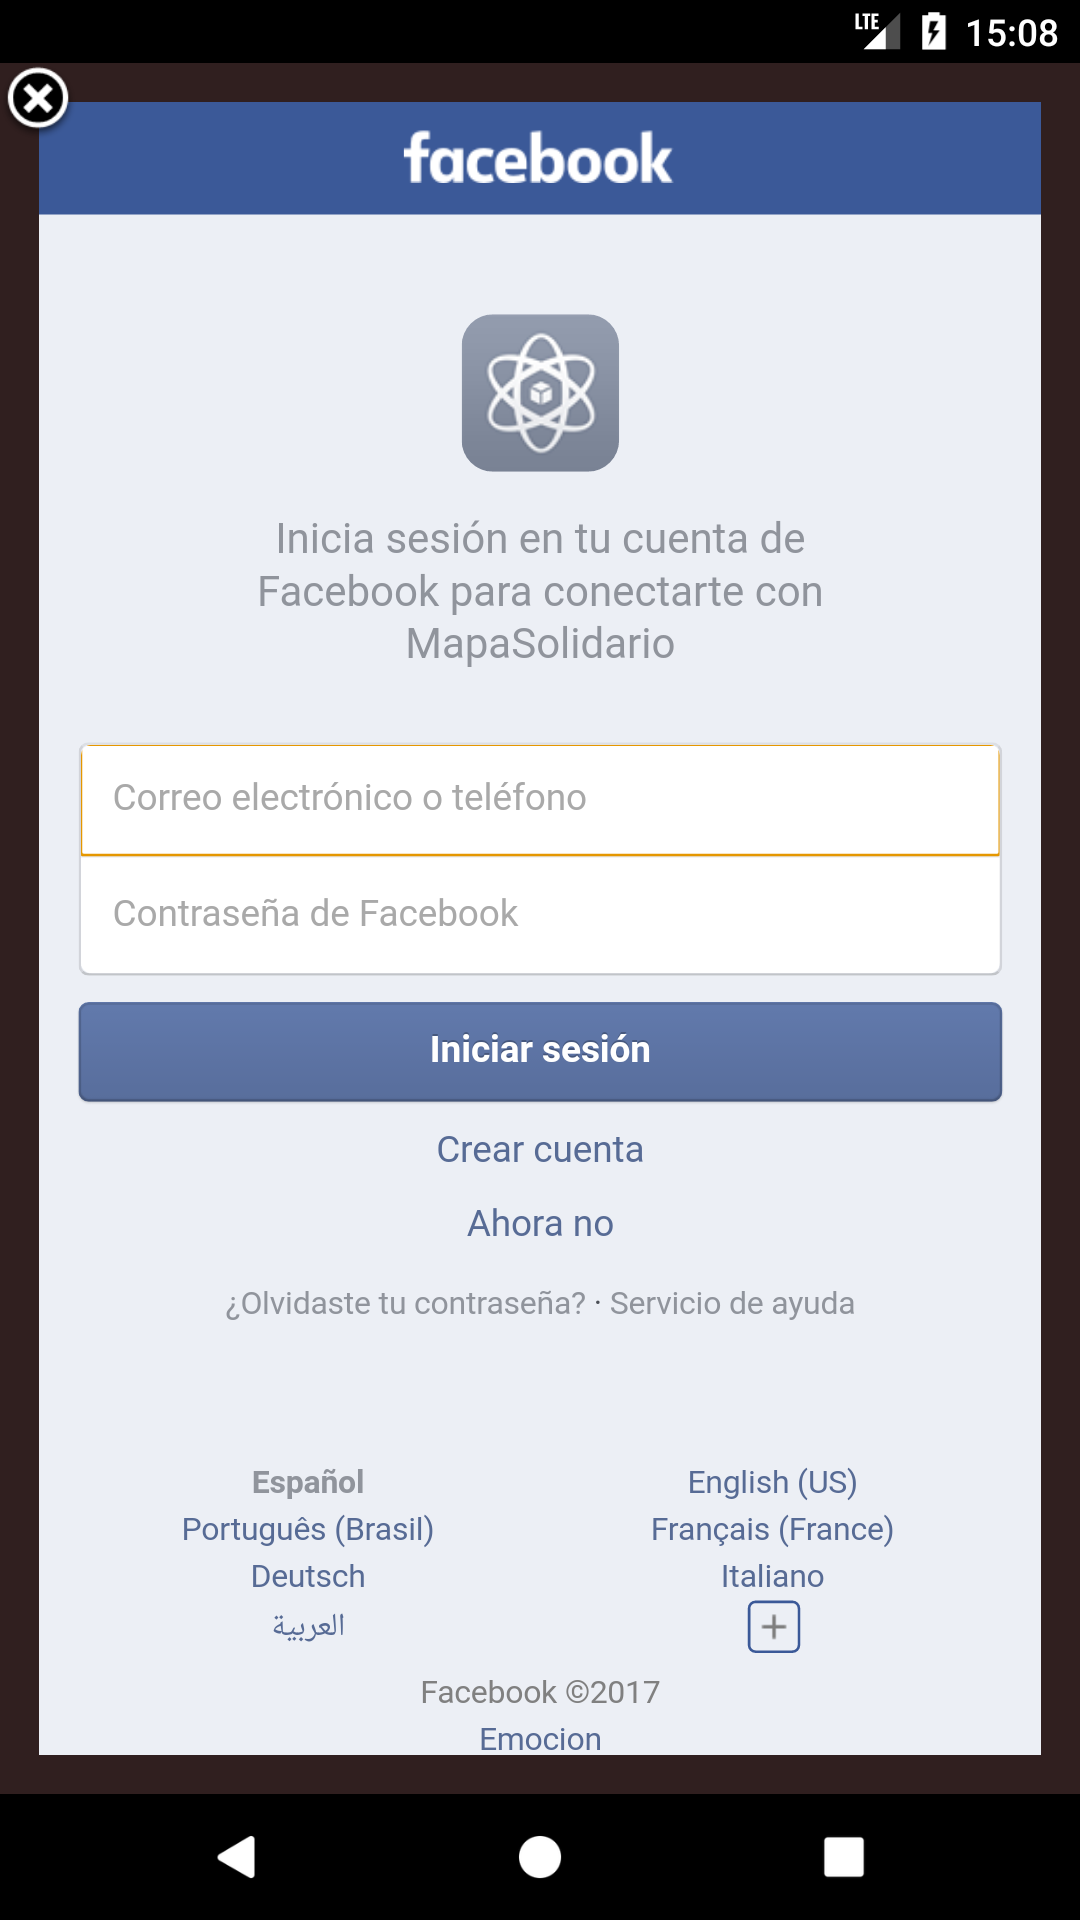 LTE 15:08
facebook
Inicia sesión en tu cuenta de
Facebook para conectarte con
MapaSolidario
Correo electrónico o teléfono
Contraseña de Facebook
Iniciar sesión
Crear cuenta
Ahora no
¿Olvidaste tu contraseña? · Servicio de ayuda
Español English (US)
Português (Brasil) Français (France)
Deutsch Italiano
العربية
Facebook ©2017
Emocion